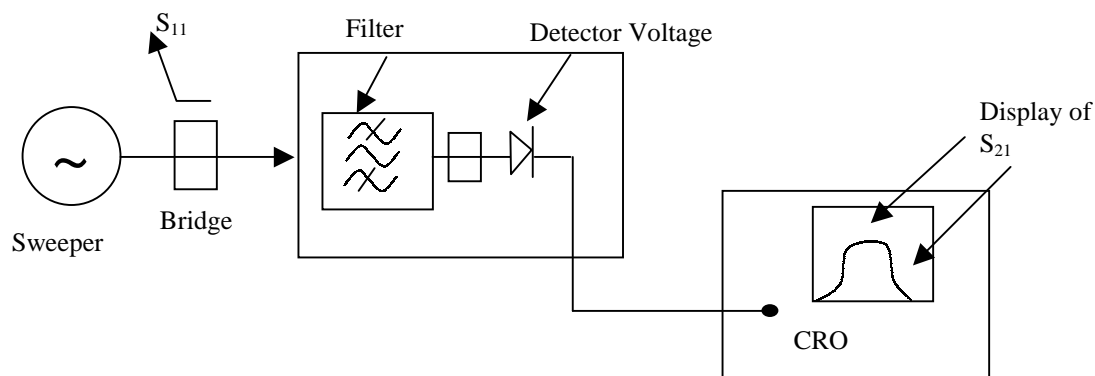 S₁₁
Filter
Detector Voltage
Display of
S₂₁
~
Bridge
Sweeper
CRO